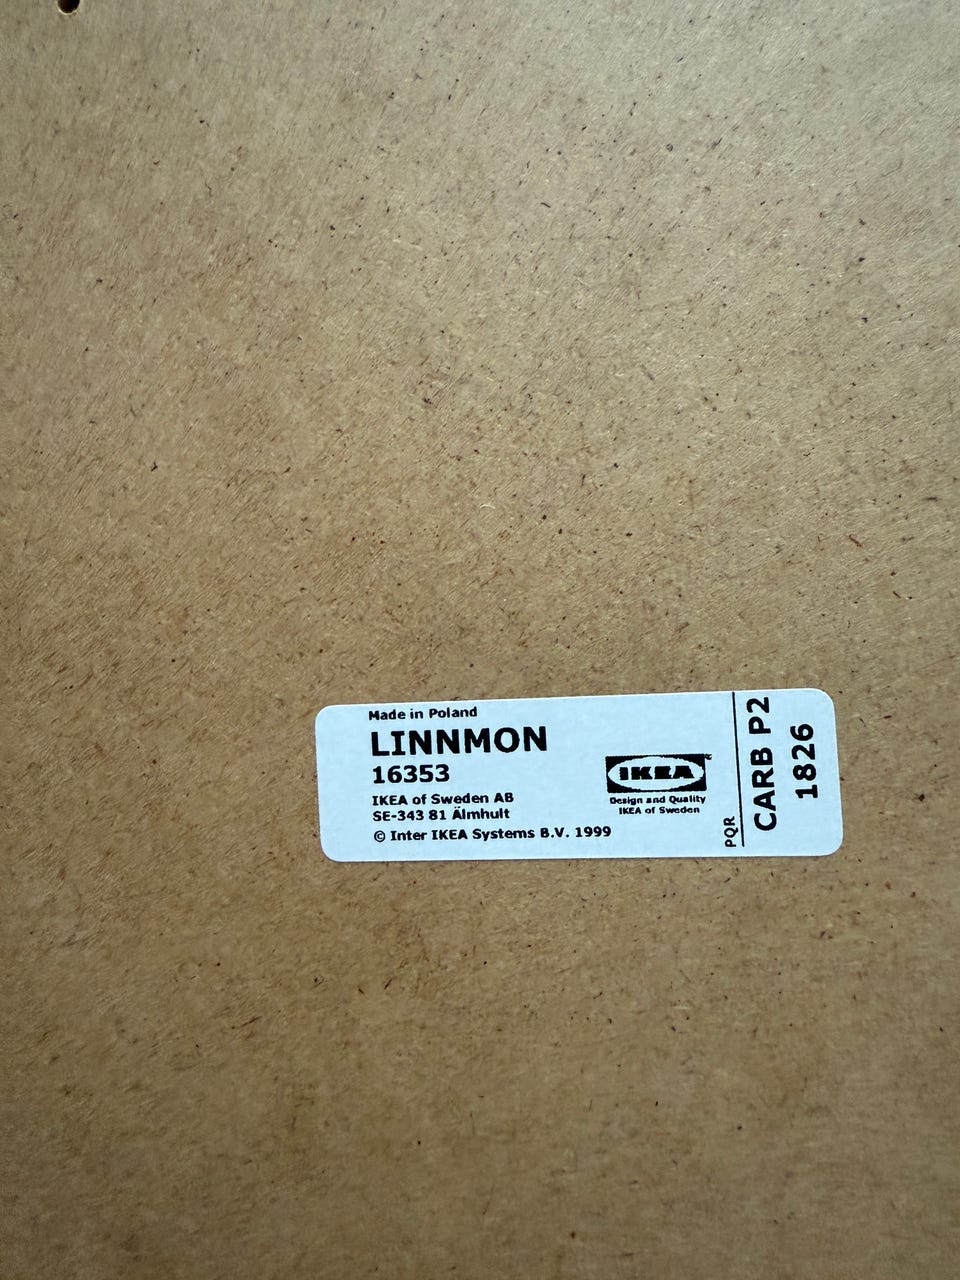 Made in Poland
LINNMON
16353
IKEA of Sweden AB
SE-343 81 Älmhult
© Inter IKEA Systems B.V. 1999
IKEA
Design and Quality
IKEA of Sweden
PQR
CARB P2
1826